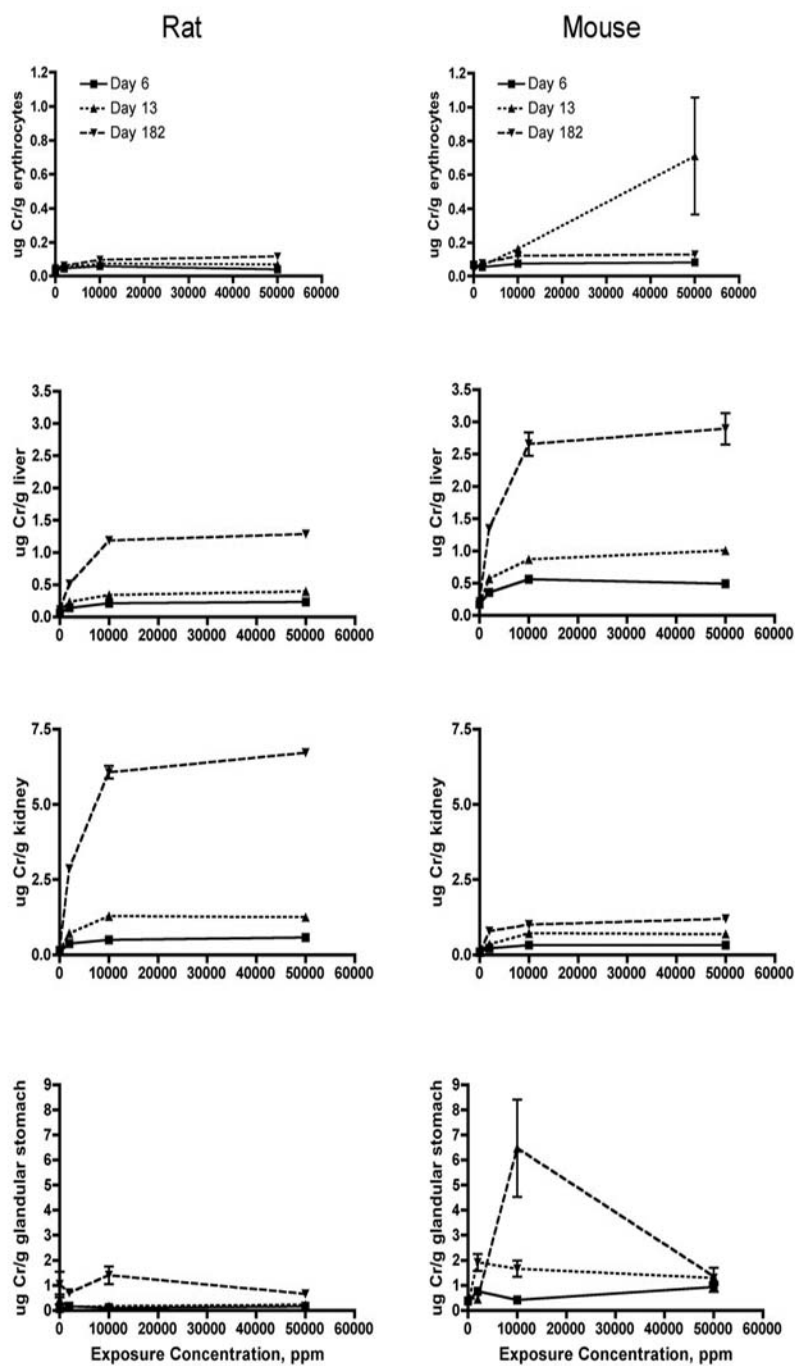 Rat
Mouse
1.2
1.0
0.8
0.6
0.4
0.2
0.0
ug Cr/g erythrocytes
Day 6
Day 13
Day 182
0 10000 20000 30000 40000 50000 60000
1.2
1.0
0.8
0.6
0.4
0.2
0.0
ug Cr/g erythrocytes
Day 6
Day 13
Day 182
0 10000 20000 30000 40000 50000 60000
3.5
3.0
2.5
2.0
1.5
1.0
0.5
0.0
ug Cr/g liver
0 10000 20000 30000 40000 50000 60000
3.5
3.0
2.5
2.0
1.5
1.0
0.5
0.0
ug Cr/g liver
0 10000 20000 30000 40000 50000 60000
7.5
5.0
2.5
0.0
ug Cr/g kidney
0 10000 20000 30000 40000 50000 60000
7.5
5.0
2.5
0.0
ug Cr/g kidney
0 10000 20000 30000 40000 50000 60000
9
8
7
6
5
4
3
2
1
0
ug Cr/g glandular stomach
0 10000 20000 30000 40000 50000 60000
Exposure Concentration, ppm
9
8
7
6
5
4
3
2
1
0
ug Cr/g glandular stomach
0 10000 20000 30000 40000 50000 60000
Exposure Concentration, ppm